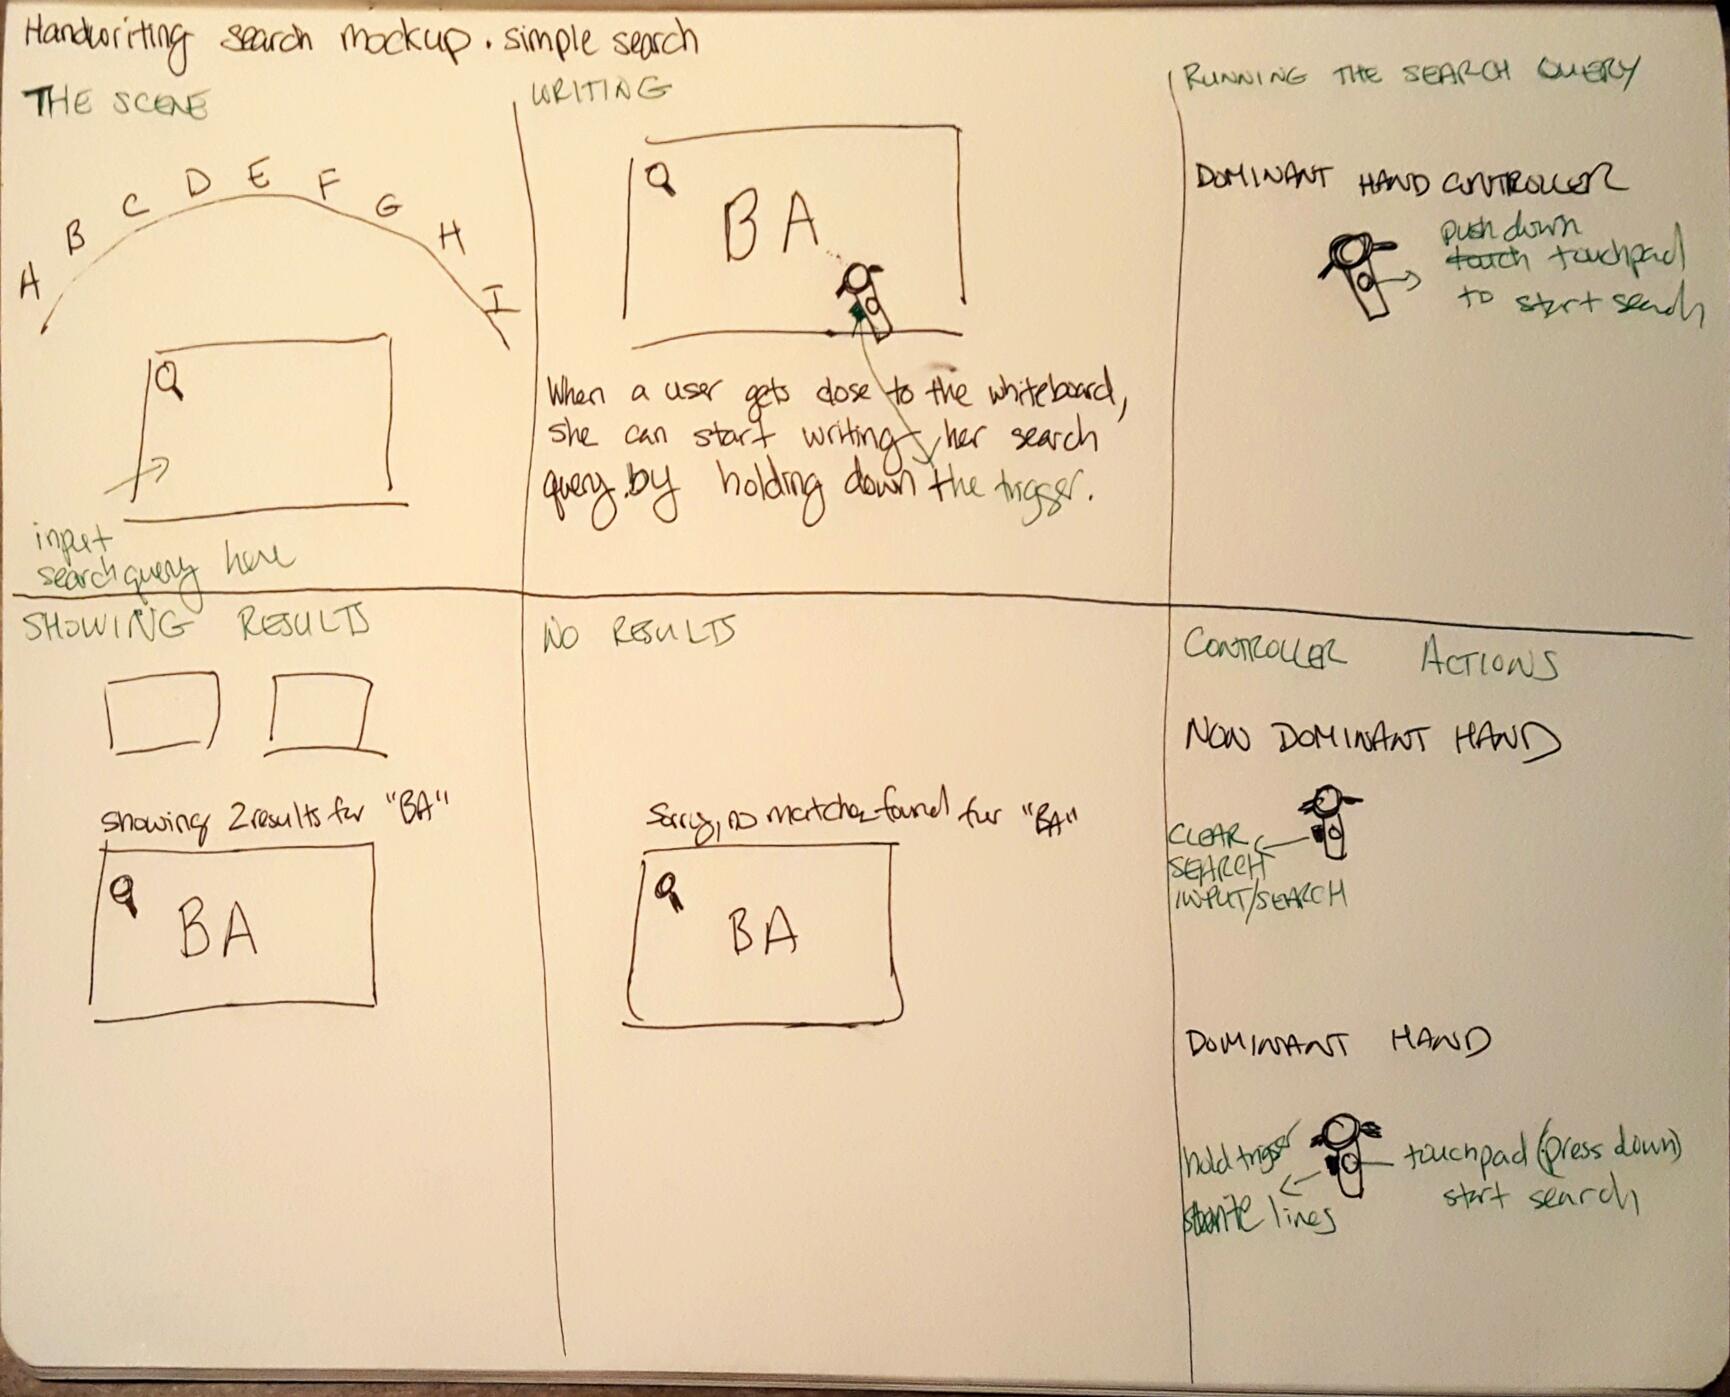 Handwriting search mockup. simple search
THE SCENE
A B C D E F G H I
input
search query here
WRITING
BA
When a user gets close to the whiteboard,
she can start writing her search
query by holding down the trigger.
RUNNING THE SEARCH QUERY
DOMINANT HAND CONTROLLER
push down
touch touchpad
to start search
SHOWING RESULTS
showing 2 results for "BA"
BA
NO RESULTS
Sorry, no matches found for "BA"
BA
CONTROLLER ACTIONS
NON DOMINANT HAND
CLEAR
SEARCH
INPUT/SEARCH
DOMINANT HAND
hold trigger
lines
touchpad (press down)
start search